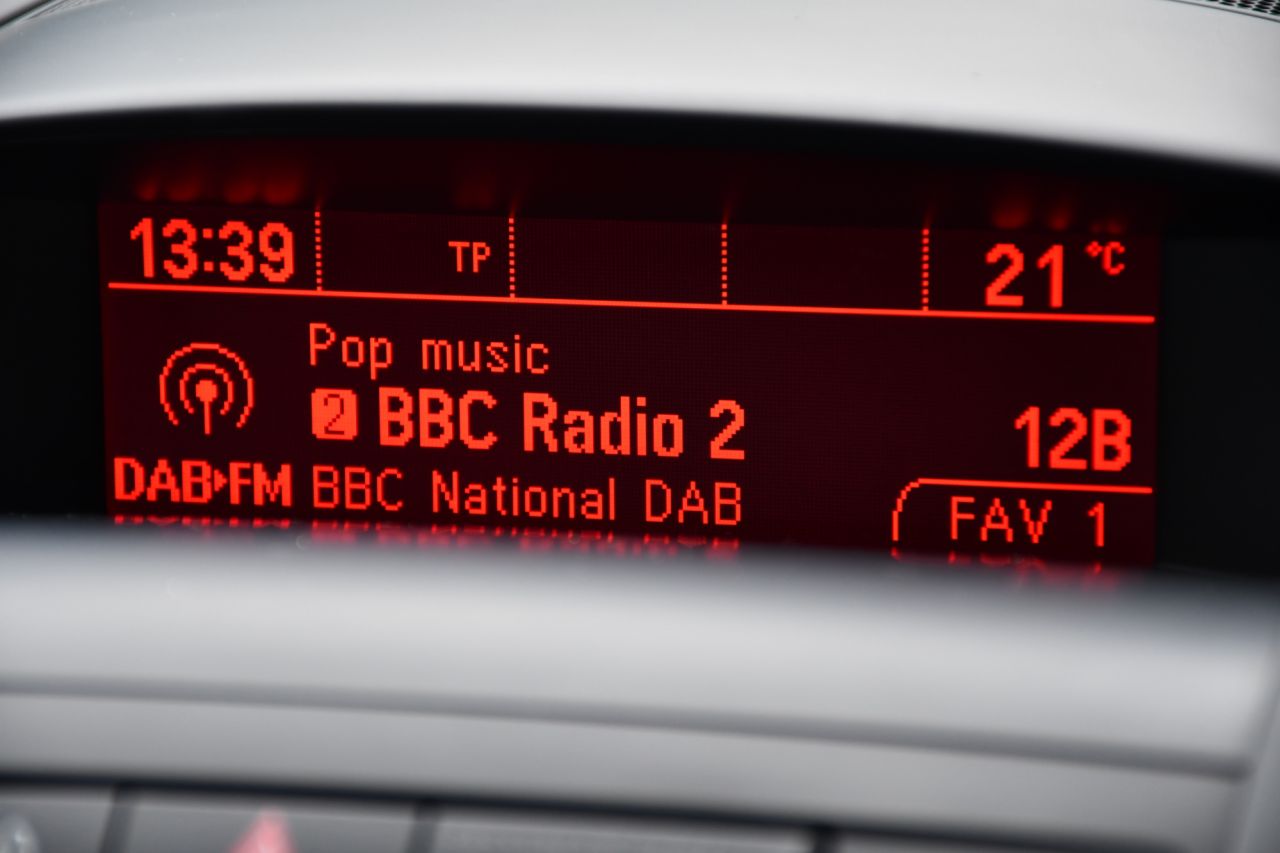 13:39 TP 21 °C
Pop music
2 BBC Radio 2 12B
DAB▸FM BBC National DAB FAV 1